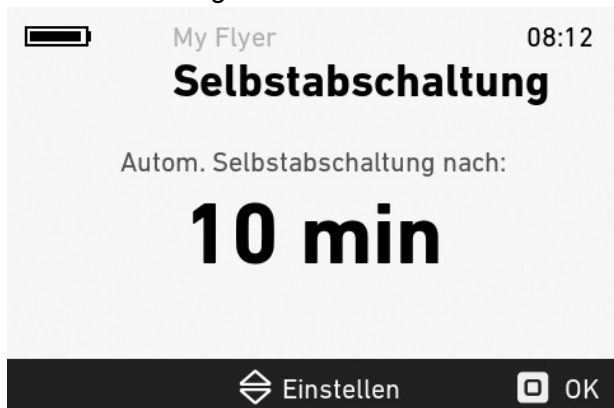 My Flyer 08:12
Selbstabschaltung
Autom. Selbstabschaltung nach:
10 min
Einstellen OK